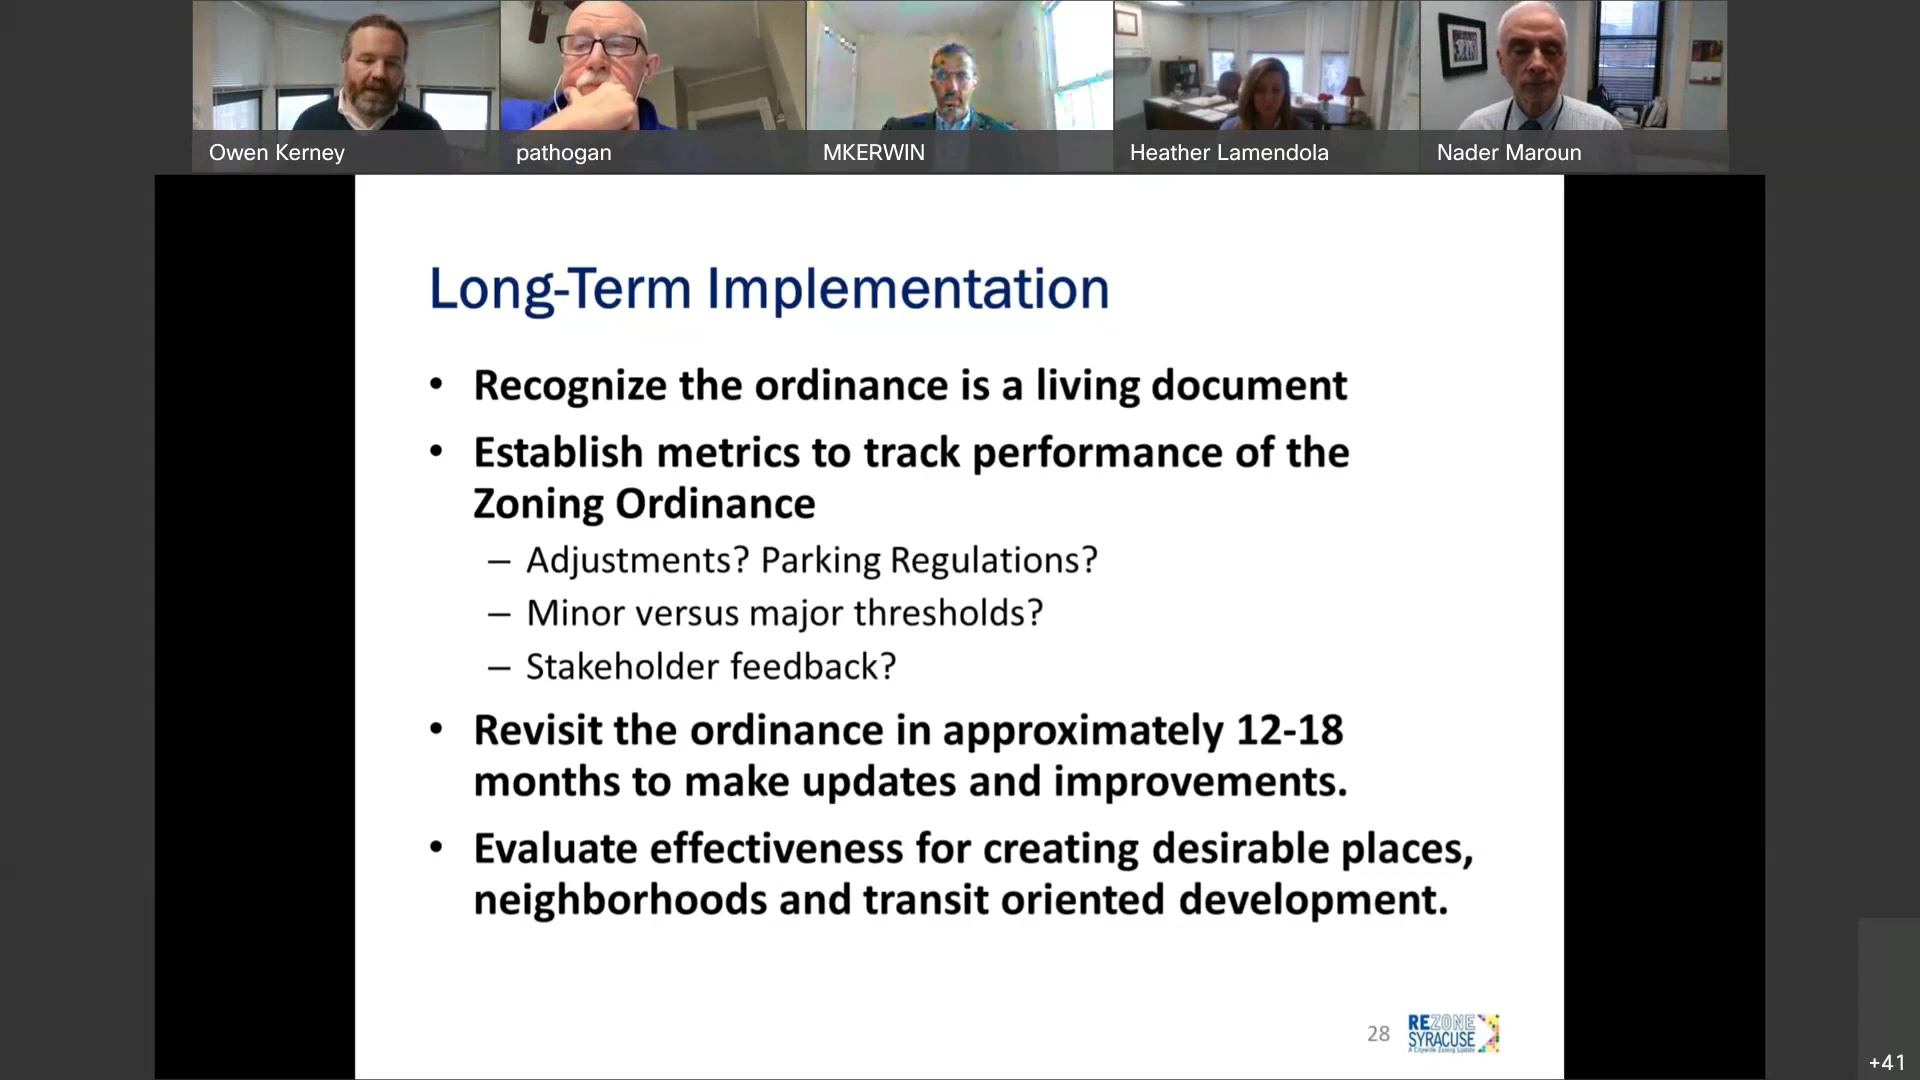 Owen Kerney
pathogan
MKERWIN
Heather Lamendola
Nader Maroun
Long-Term Implementation
• Recognize the ordinance is a living document
• Establish metrics to track performance of the
Zoning Ordinance
– Adjustments? Parking Regulations?
– Minor versus major thresholds?
– Stakeholder feedback?
• Revisit the ordinance in approximately 12-18
months to make updates and improvements.
• Evaluate effectiveness for creating desirable places,
neighborhoods and transit oriented development.
28
REZONE
SYRACUSE
A Citywide Zoning Update
+41